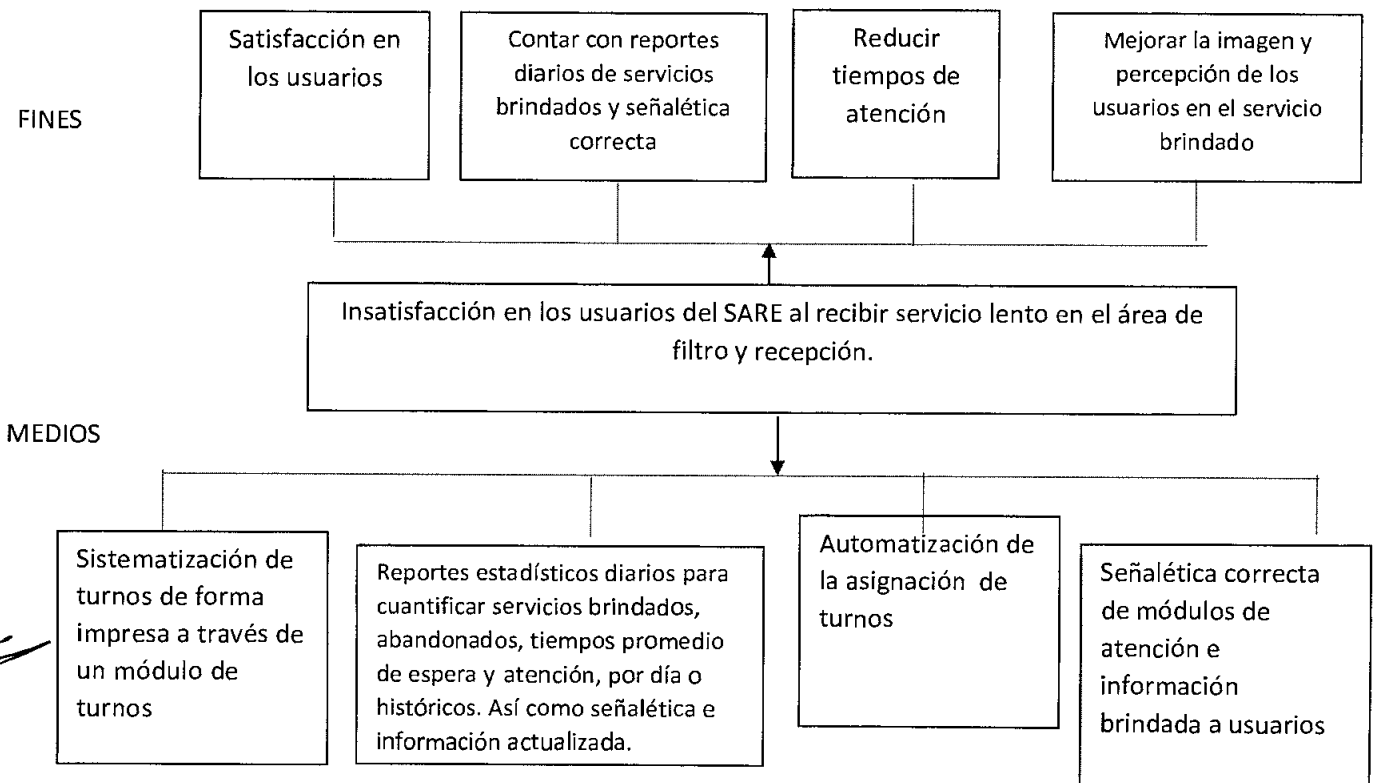 FINES
Satisfacción en
los usuarios
Contar con reportes
diarios de servicios
brindados y señalética
correcta
Reducir
tiempos de
atención
Mejorar la imagen y
percepción de los
usuarios en el servicio
brindado
Insatisfacción en los usuarios del SARE al recibir servicio lento en el área de
filtro y recepción.
MEDIOS
Sistematización de
turnos de forma
impresa a través de
un módulo de
turnos
Reportes estadísticos diarios para
cuantificar servicios brindados,
abandonados, tiempos promedio
de espera y atención, por día o
históricos. Así como señalética e
información actualizada.
Automatización de
la asignación de
turnos
Señalética correcta
de módulos de
atención e
información
brindada a usuarios